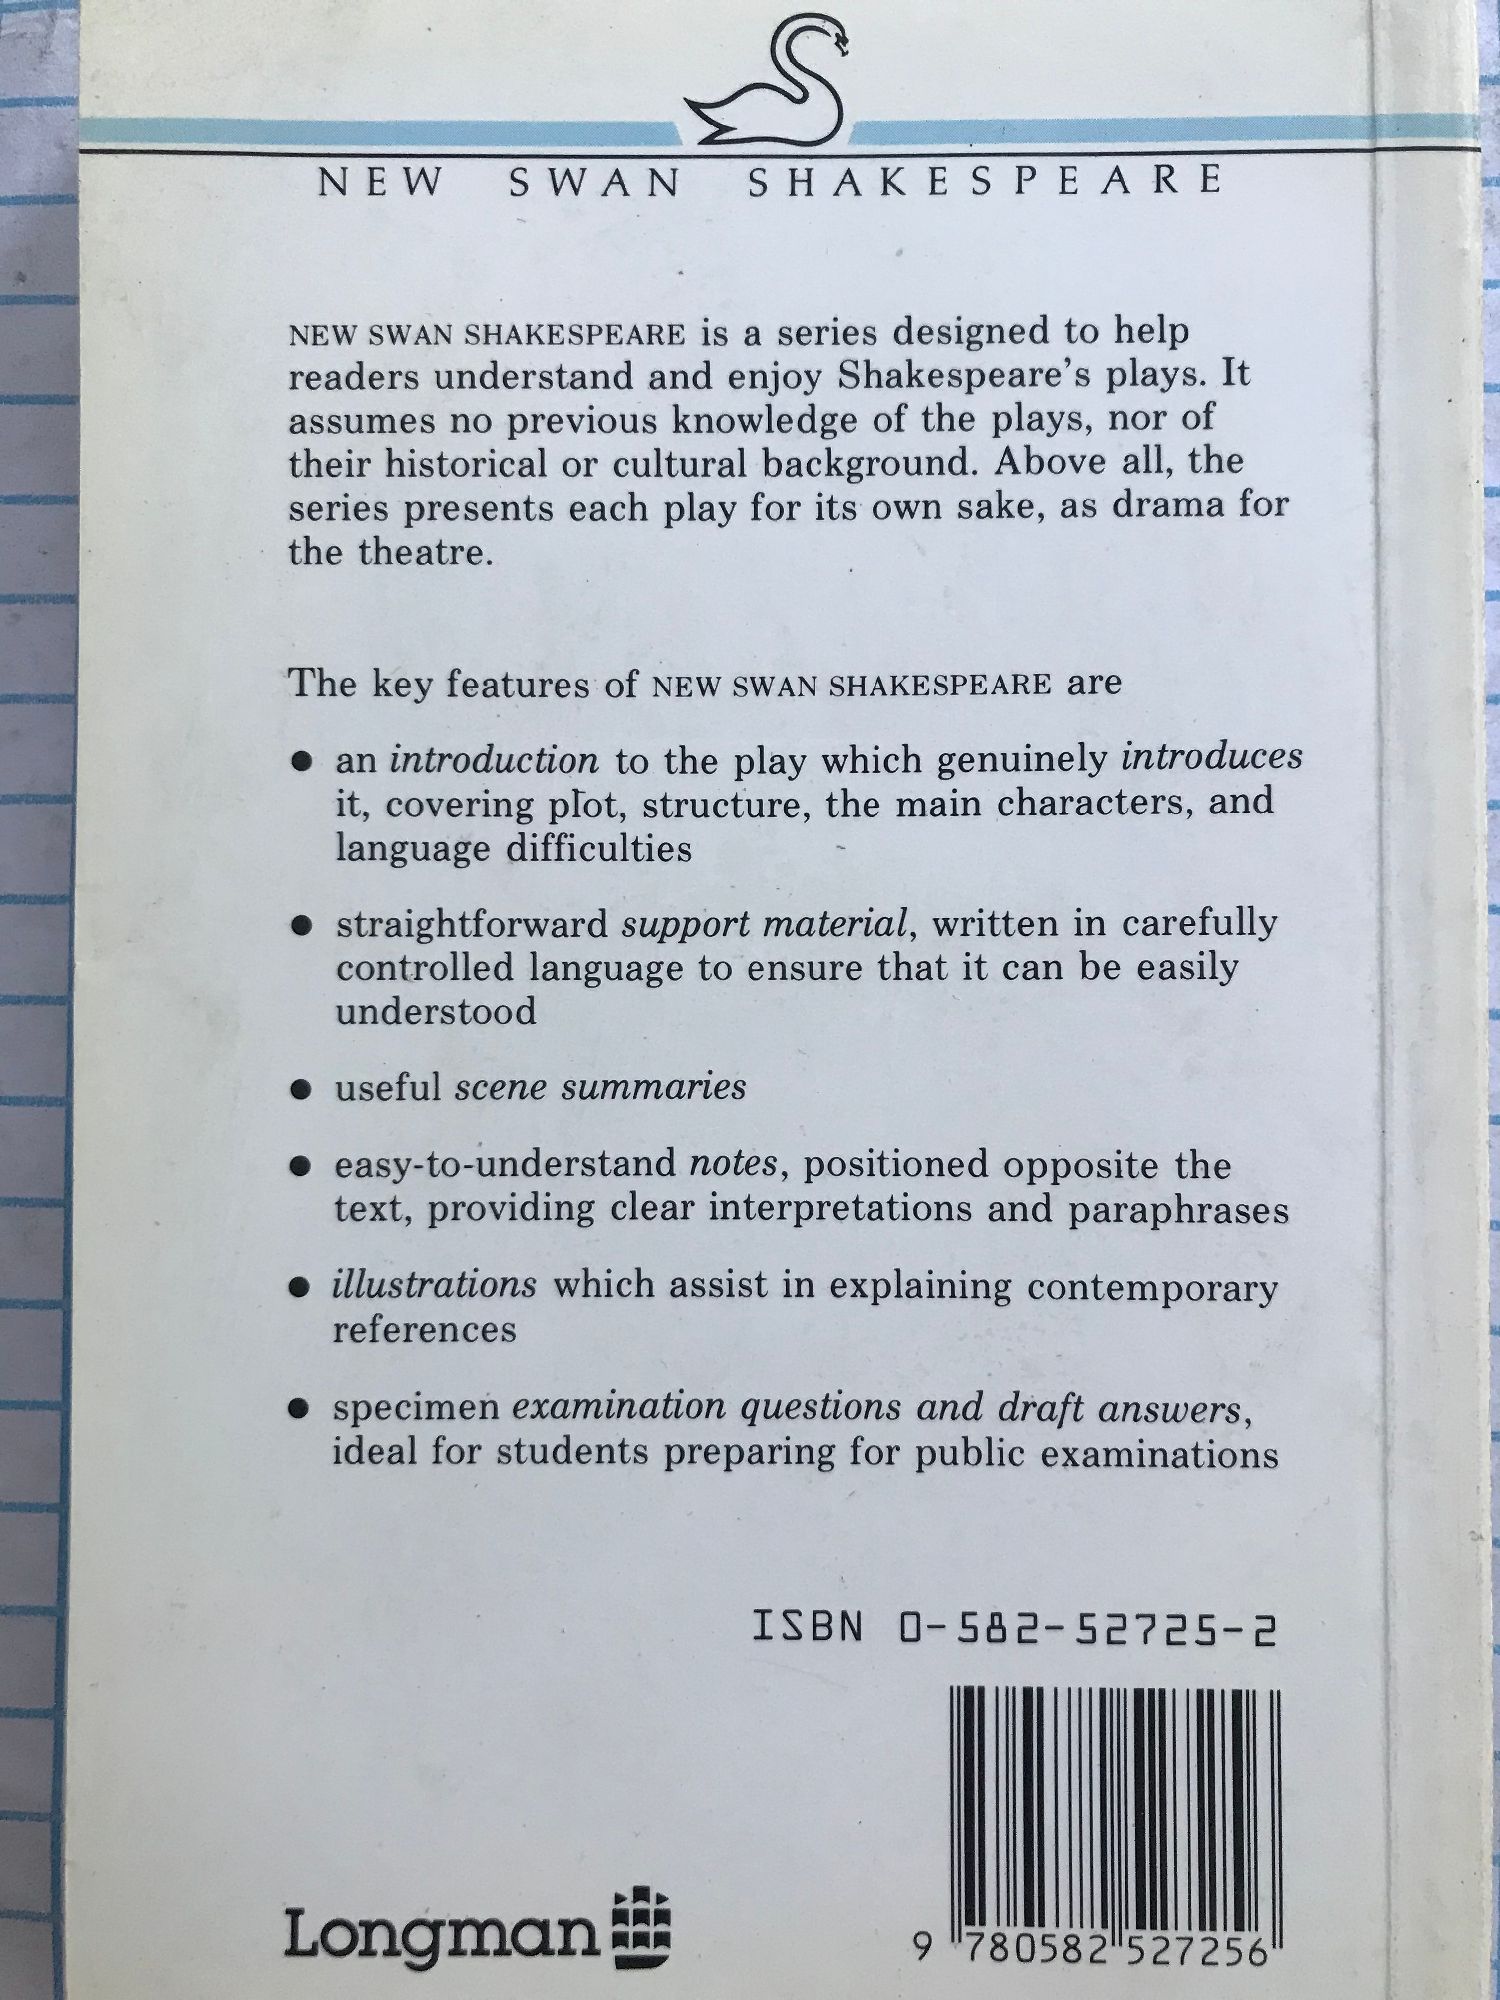 NEW SWAN SHAKESPEARE
NEW SWAN SHAKESPEARE is a series designed to help
readers understand and enjoy Shakespeare's plays. It
assumes no previous knowledge of the plays, nor of
their historical or cultural background. Above all, the
series presents each play for its own sake, as drama for
the theatre.
The key features of NEW SWAN SHAKESPEARE are
● an introduction to the play which genuinely introduces
it, covering plot, structure, the main characters, and
language difficulties
● straightforward support material, written in carefully
controlled language to ensure that it can be easily
understood
● useful scene summaries
● easy-to-understand notes, positioned opposite the
text, providing clear interpretations and paraphrases
● illustrations which assist in explaining contemporary
references
● specimen examination questions and draft answers,
ideal for students preparing for public examinations
ISBN 0-582-52725-2
Longman
9 780582 527256